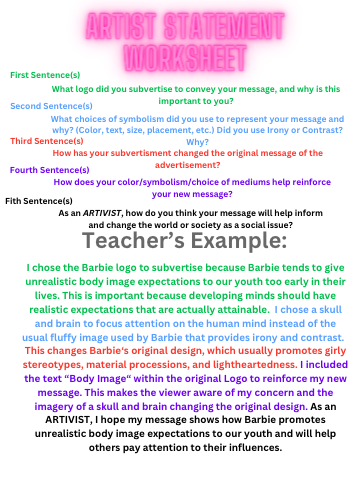 ARTIST STATEMENT
WORKSHEET
First Sentence(s)
What logo did you subvertise to convey your message, and why is this
important to you?
Second Sentence(s)
What choices of symbolism did you use to represent your message and
why? (Color, text, size, placement, etc.) Did you use Irony or Contrast?
Why?
Third Sentence(s)
How has your subvertisment changed the original message of the
advertisement?
Fourth Sentence(s)
How does your color/symbolism/choice of mediums help reinforce
your new message?
Fith Sentence(s)
As an ARTIVIST, how do you think your message will help inform
and change the world or society as a social issue?
Teacher's Example:
I chose the Barbie logo to subvertise because Barbie tends to give
unrealistic body image expectations to our youth too early in their
lives. This is important because developing minds should have
realistic expectations that are actually attainable. I chose a skull
and brain to focus attention on the human mind instead of the
usual fluffy image used by Barbie that provides irony and contrast.
This changes Barbie's original design, which usually promotes girly
stereotypes, material processions, and lightheartedness. I included
the text "Body Image" within the original Logo to reinforce my new
message. This makes the viewer aware of my concern and the
imagery of a skull and brain changing the original design. As an
ARTIVIST, I hope my message shows how Barbie promotes
unrealistic body image expectations to our youth and will help
others pay attention to their influences.